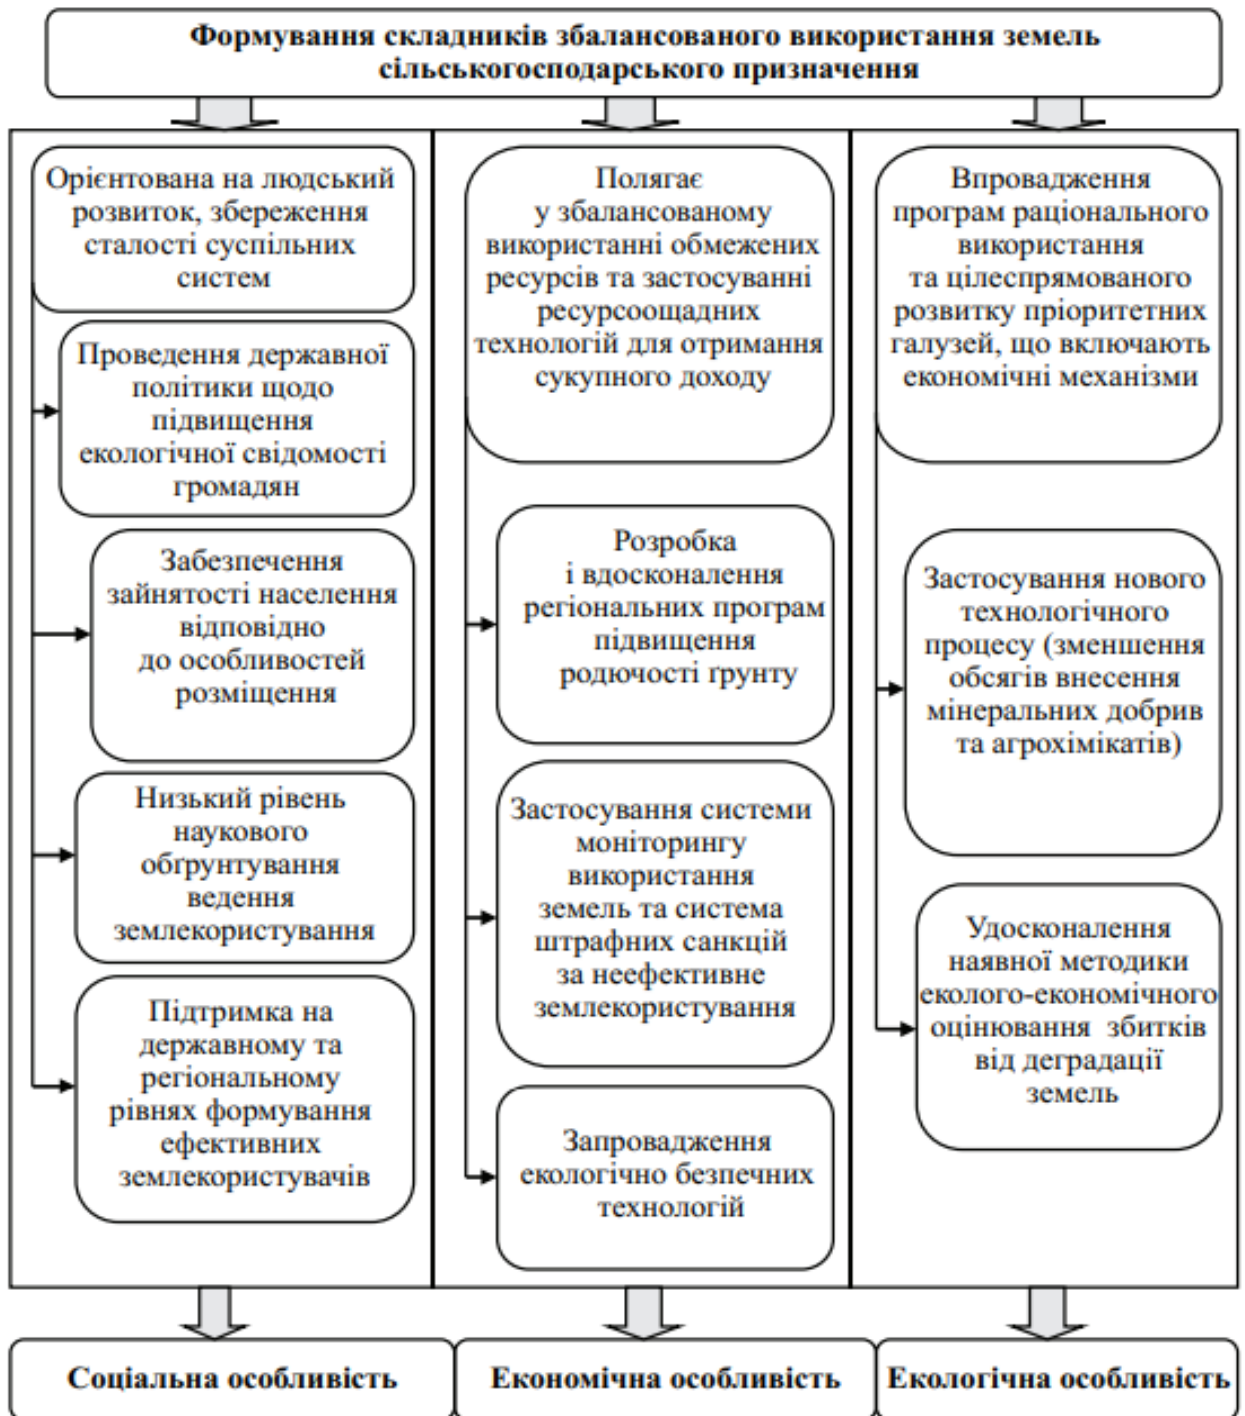 Формування складників збалансованого використання земель
сільськогосподарського призначення
Орієнтована на людський
розвиток, збереження
сталості суспільних
систем
Проведення державної
політики щодо
підвищення
екологічної свідомості
громадян
Забезпечення
зайнятості населення
відповідно
до особливостей
розміщення
Низький рівень
наукового
обґрунтування
ведення
землекористування
Підтримка на
державному та
регіональному
рівнях формування
ефективних
землекористувачів
Соціальна особливість
Полягає
у збалансованому
використанні обмежених
ресурсів та застосуванні
ресурсоощадних
технологій для отримання
сукупного доходу
Розробка
і вдосконалення
регіональних програм
підвищення
родючості ґрунту
Застосування системи
моніторингу
використання
земель та система
штрафних санкцій
за неефективне
землекористування
Запровадження
екологічно безпечних
технологій
Економічна особливість
Впровадження
програм раціонального
використання
та цілеспрямованого
розвитку пріоритетних
галузей, що включають
економічні механізми
Застосування нового
технологічного
процесу (зменшення
обсягів внесення
мінеральних добрив
та агрохімікатів)
Удосконалення
наявної методики
еколого-економічного
оцінювання збитків
від деградації
земель
Екологічна особливість